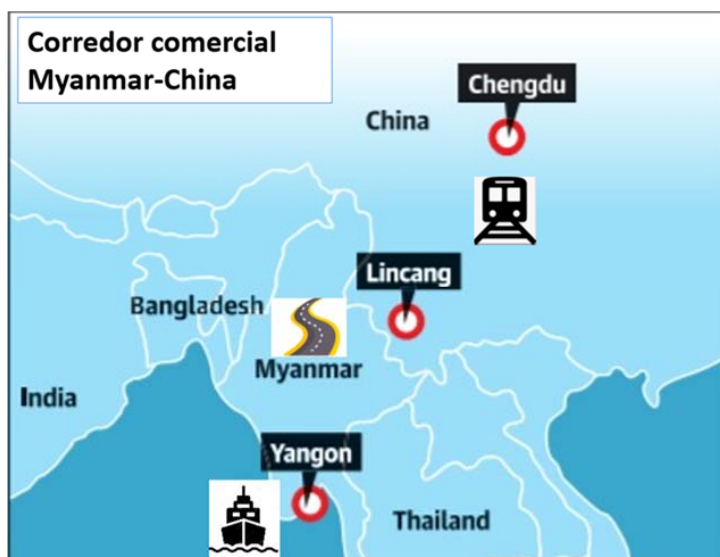 Corredor comercial
Myanmar-China
Chengdu
China
Lincang
Bangladesh
Myanmar
India
Yangon
Thailand